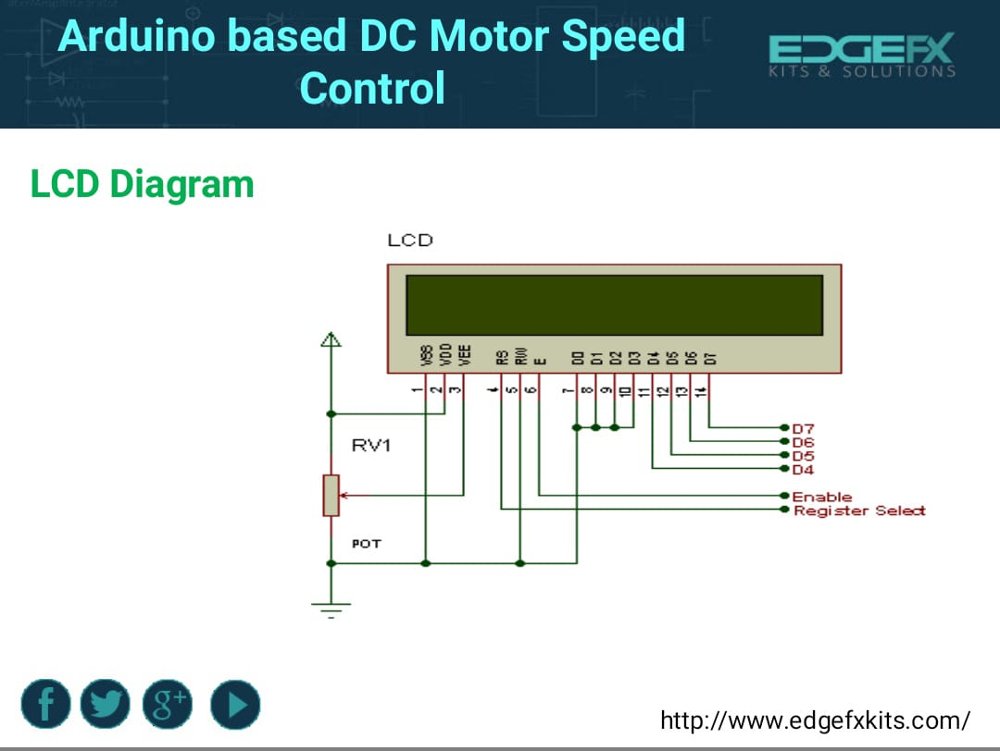 Arduino based DC Motor Speed
Control
EDGEFX
KITS & SOLUTIONS
LCD Diagram
LCD
VSS VDD VEE RS RW E D0 D1 D2 D3 D4 D5 D6 D7
1 2 3 4 5 6 7 8 9 10 11 12 13 14
D7
D6
D5
D4
RV1
Enable
Register Select
POT
f g+
http://www.edgefxkits.com/